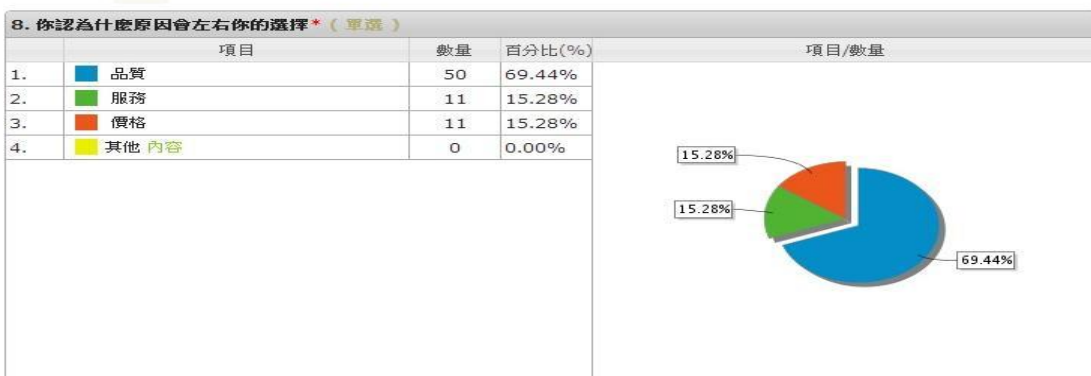 8. 你認為什麼原因會左右你的選擇* ( 單選 )
項目 數量 百分比(%) 項目/數量
1. 品質 50 69.44%
2. 服務 11 15.28%
3. 價格 11 15.28%
4. 其他 內容 0 0.00%
15.28%
15.28%
69.44%